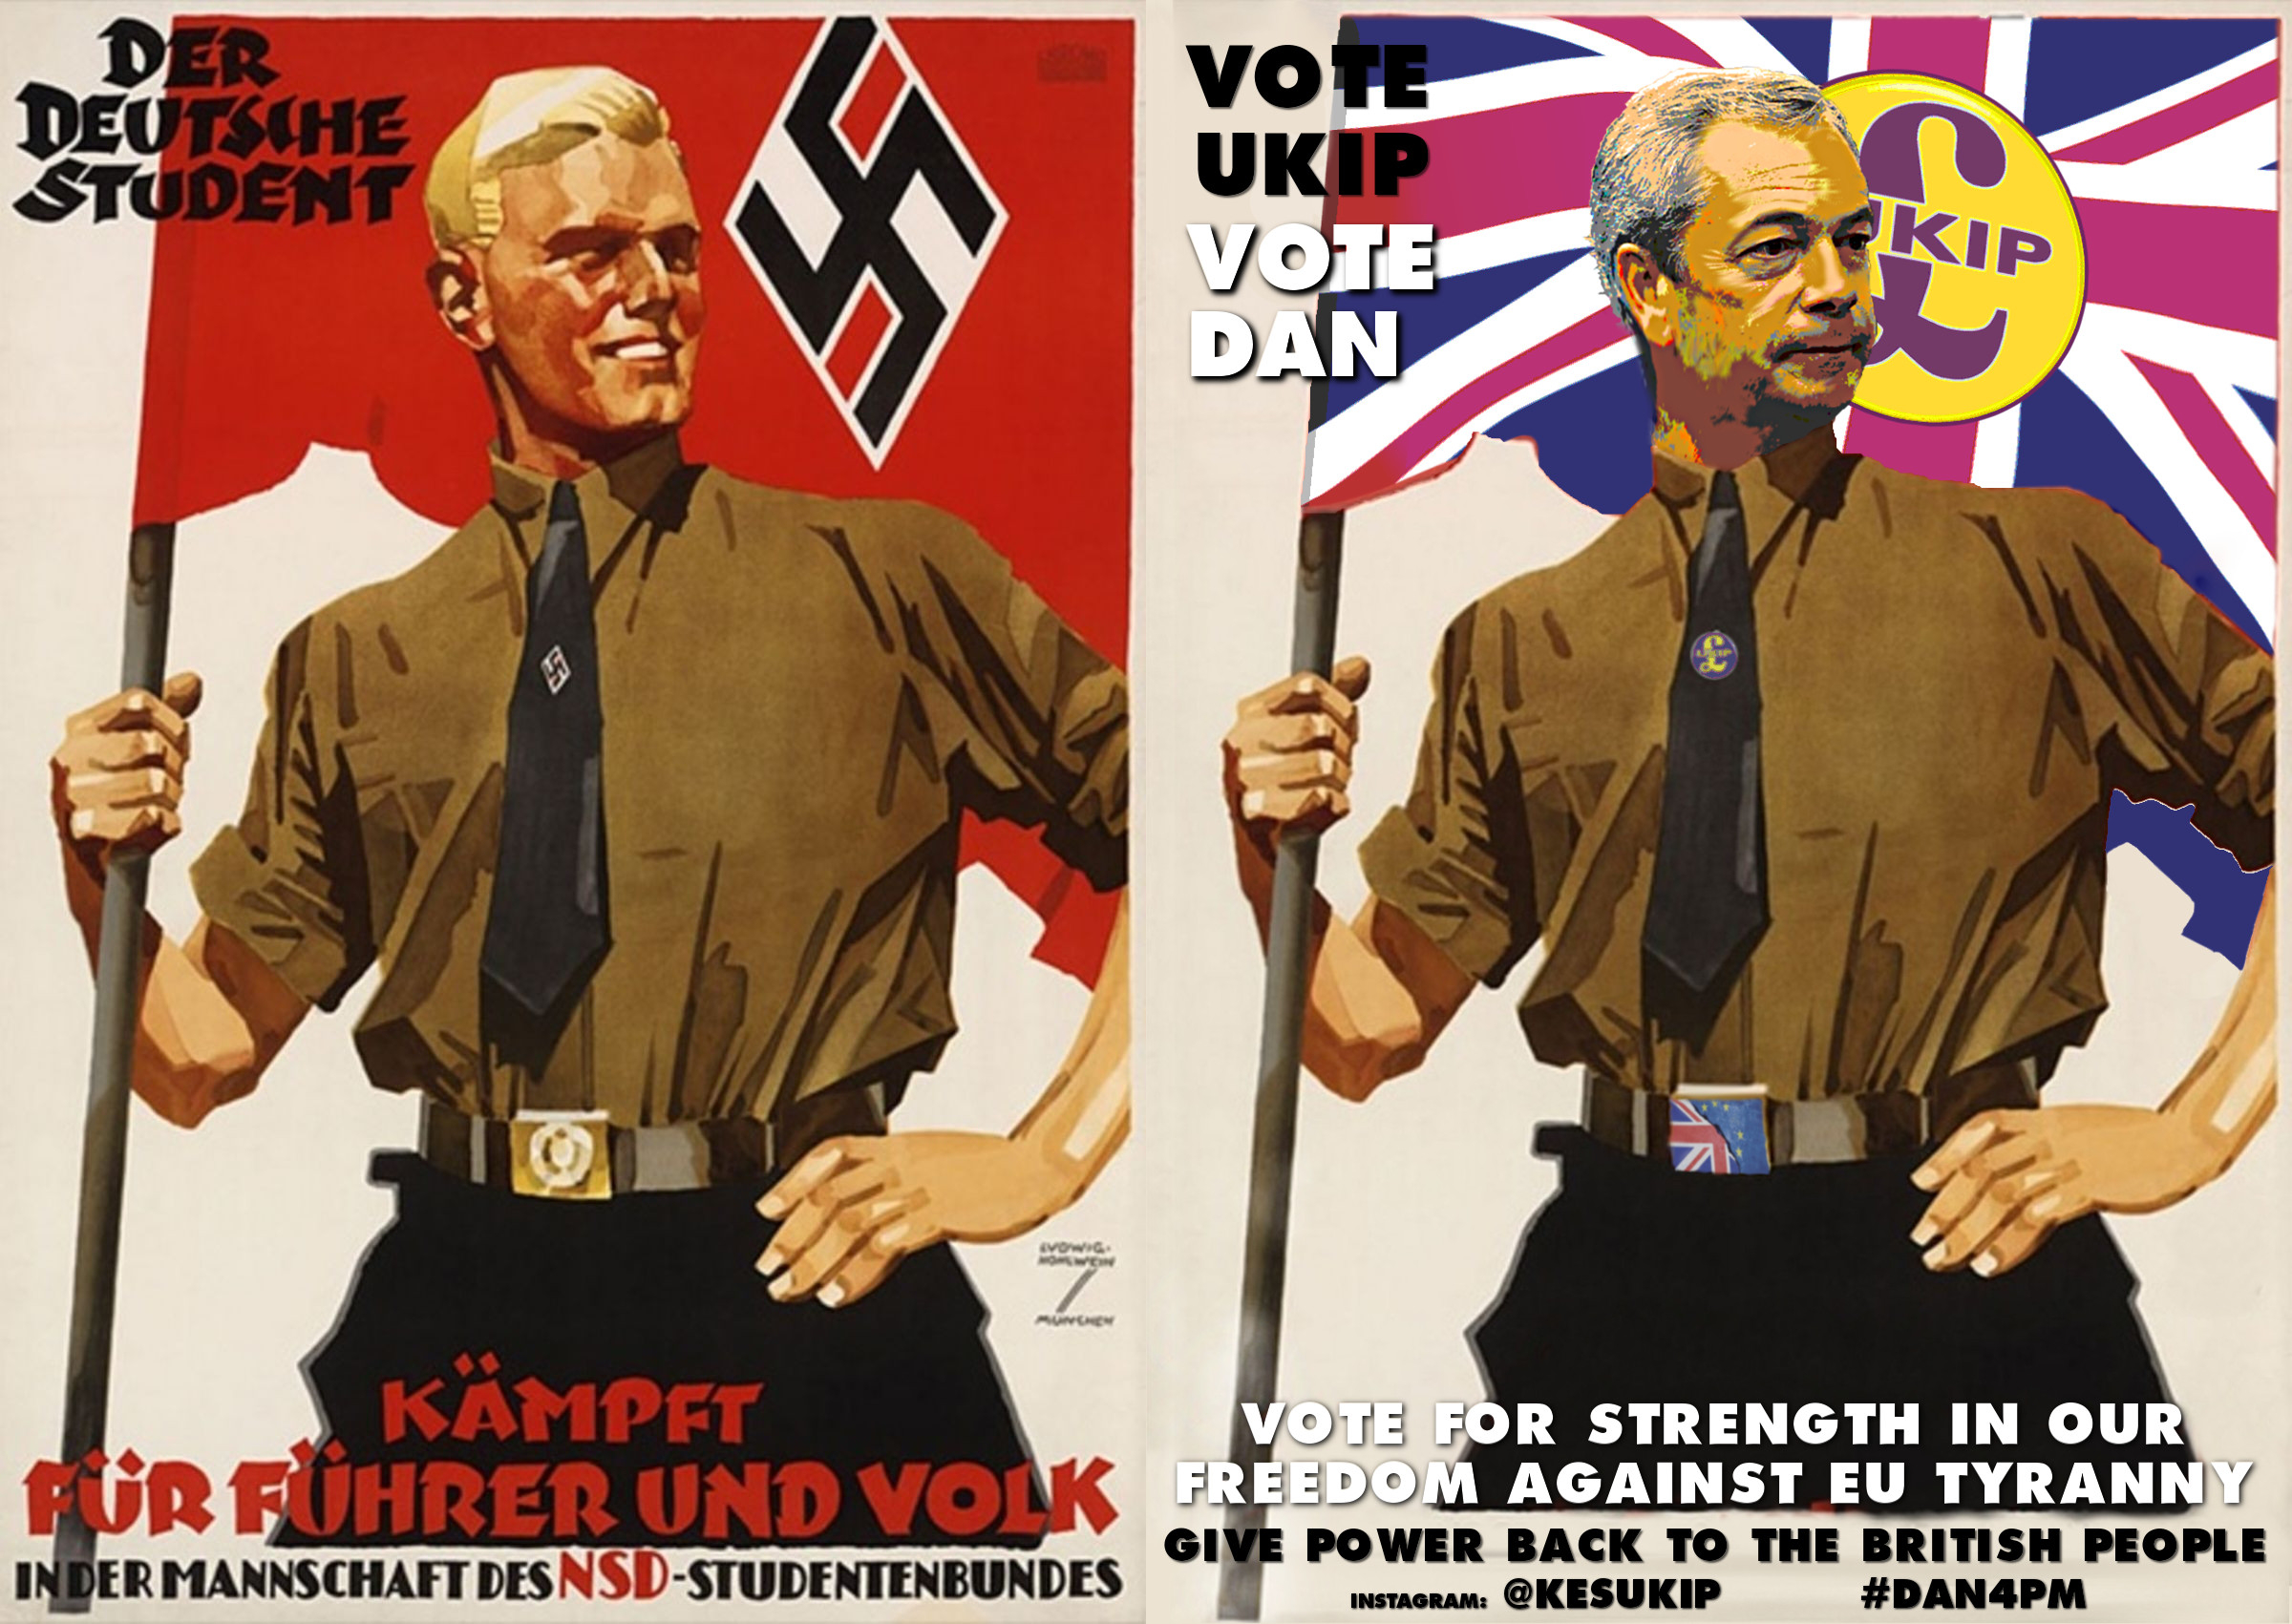 DER
DEUTSCHE
STUDENT
KÄMPFT
FÜR FÜHRER UND VOLK
IN DER MANNSCHAFT DES NSD-STUDENTENBUNDES
LUDWIG
HOHLWEIN
MÜNCHEN
VOTE
UKIP
VOTE
DAN
UKIP
VOTE FOR STRENGTH IN OUR
FREEDOM AGAINST EU TYRANNY
GIVE POWER BACK TO THE BRITISH PEOPLE
INSTAGRAM: @KESUKIP #DAN4PM